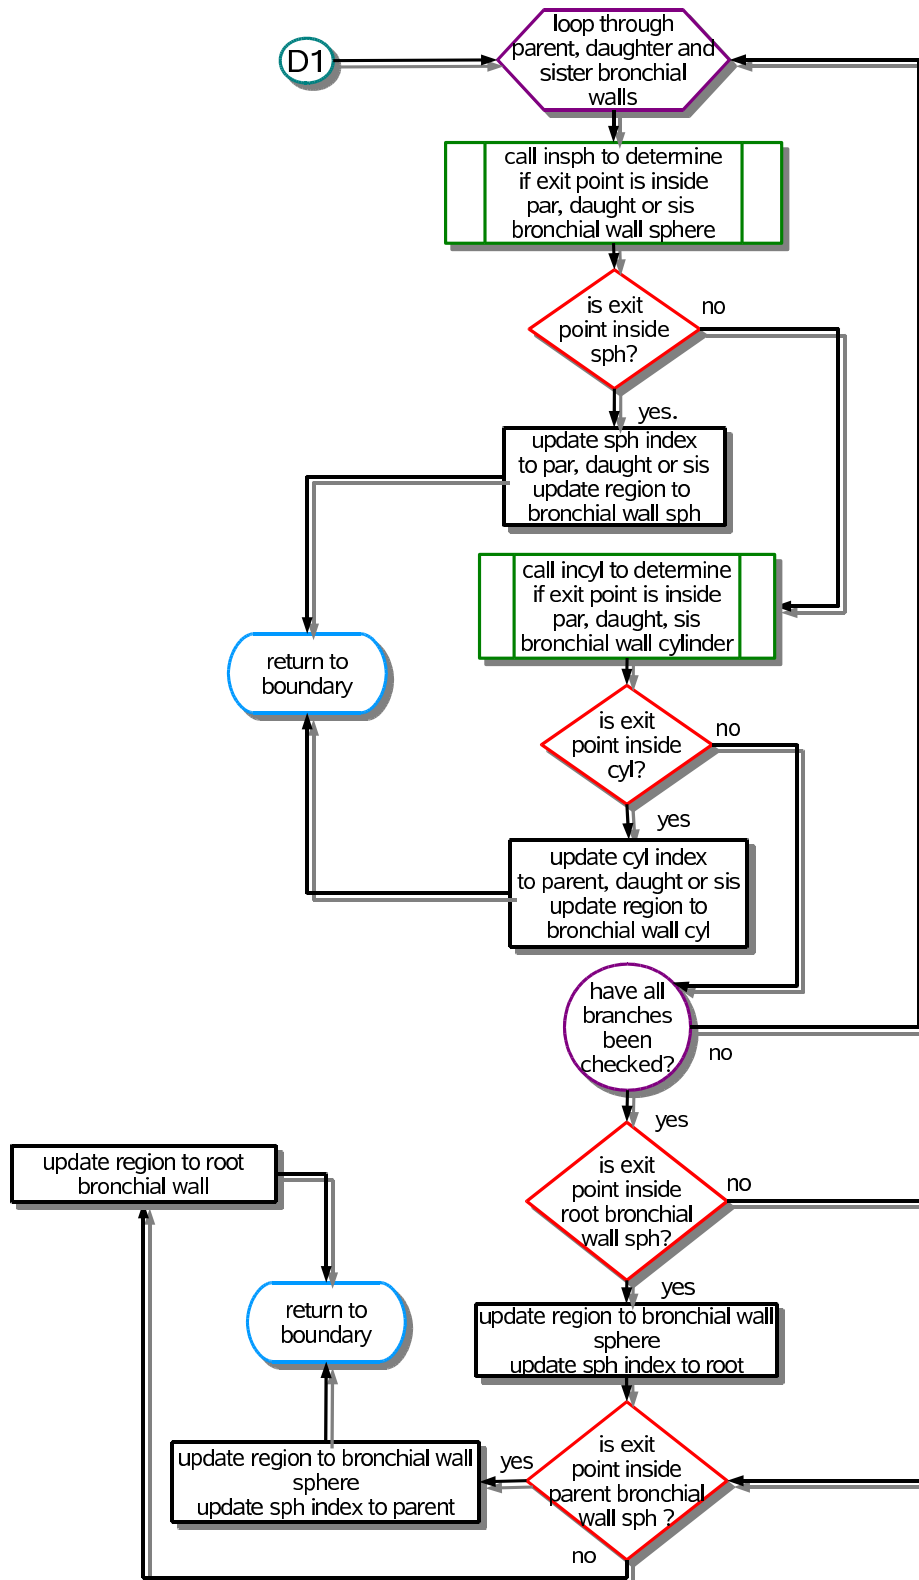 D1
loop through
parent, daughter and
sister bronchial
walls
call insph to determine
if exit point is inside
par, daught or sis
bronchial wall sphere
is exit
point inside
sph?
no
yes.
update sph index
to par, daught or sis
update region to
bronchial wall sph
call incyl to determine
if exit point is inside
par, daught, sis
bronchial wall cylinder
return to
boundary
is exit
point inside
cyl?
no
yes
update cyl index
to parent, daught or sis
update region to
bronchial wall cyl
have all
branches
been
checked?
no
yes
update region to root
bronchial wall
is exit
point inside
root bronchial
wall sph?
no
yes
return to
boundary
update region to bronchial wall
sphere
update sph index to root
is exit
point inside
parent bronchial
wall sph ?
yes
update region to bronchial wall
sphere
update sph index to parent
no